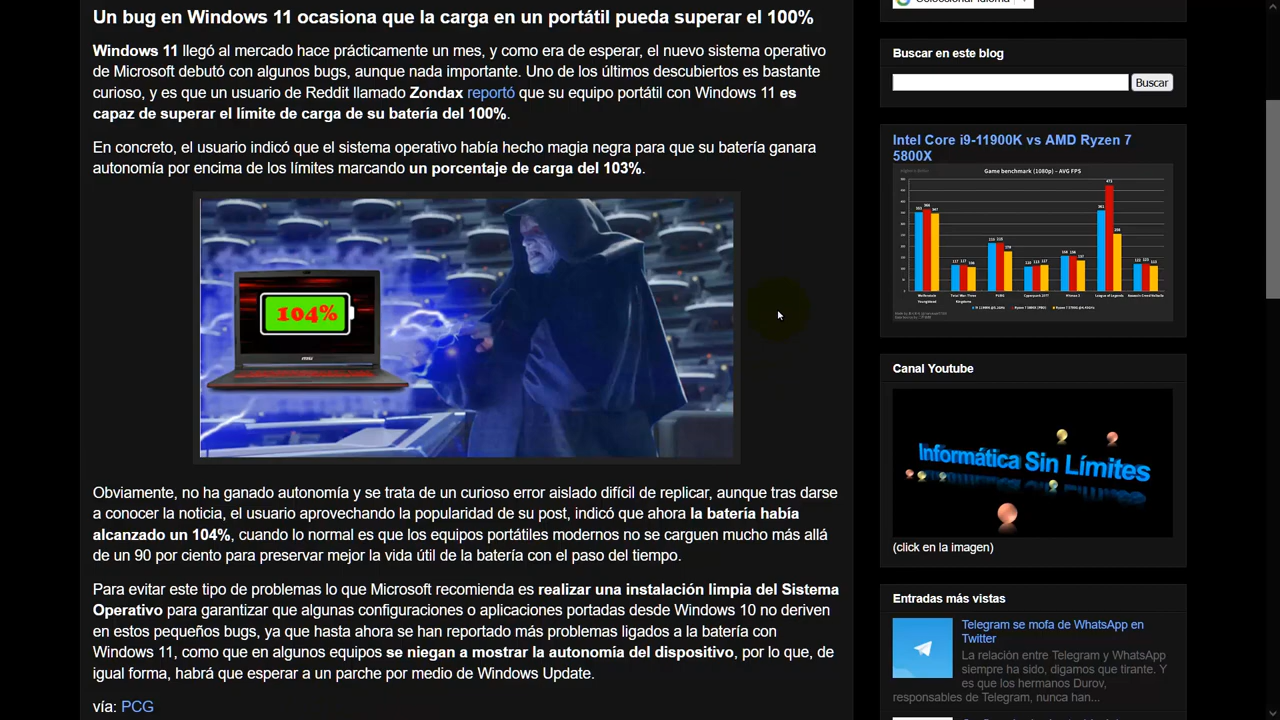 Un bug en Windows 11 ocasiona que la carga en un portátil pueda superar el 100%
Windows 11 llegó al mercado hace prácticamente un mes, y como era de esperar, el nuevo sistema operativo
de Microsoft debutó con algunos bugs, aunque nada importante. Uno de los últimos descubiertos es bastante
curioso, y es que un usuario de Reddit llamado Zondax reportó que su equipo portátil con Windows 11 es
capaz de superar el límite de carga de su batería del 100%.
En concreto, el usuario indicó que el sistema operativo había hecho magia negra para que su batería ganara
autonomía por encima de los límites marcando un porcentaje de carga del 103%.
104%
msi
Obviamente, no ha ganado autonomía y se trata de un curioso error aislado difícil de replicar, aunque tras darse
a conocer la noticia, el usuario aprovechando la popularidad de su post, indicó que ahora la batería había
alcanzado un 104%, cuando lo normal es que los equipos portátiles modernos no se carguen mucho más allá
de un 90 por ciento para preservar mejor la vida útil de la batería con el paso del tiempo.
Para evitar este tipo de problemas lo que Microsoft recomienda es realizar una instalación limpia del Sistema
Operativo para garantizar que algunas configuraciones o aplicaciones portadas desde Windows 10 no deriven
en estos pequeños bugs, ya que hasta ahora se han reportado más problemas ligados a la batería con
Windows 11, como que en algunos equipos se niegan a mostrar la autonomía del dispositivo, por lo que, de
igual forma, habrá que esperar a un parche por medio de Windows Update.
vía: PCG
Buscar en este blog
Buscar
Intel Core i9-11900K vs AMD Ryzen 7
5800X
Game benchmark (1080p) - AVG FPS
Canal Youtube
Informática Sin Límites
(click en la imagen)
Entradas más vistas
Telegram se mofa de WhatsApp en
Twitter
La relación entre Telegram y WhatsApp
siempre ha sido, digamos que tirante. Y
es que los hermanos Durov,
responsables de Telegram, nunca han...